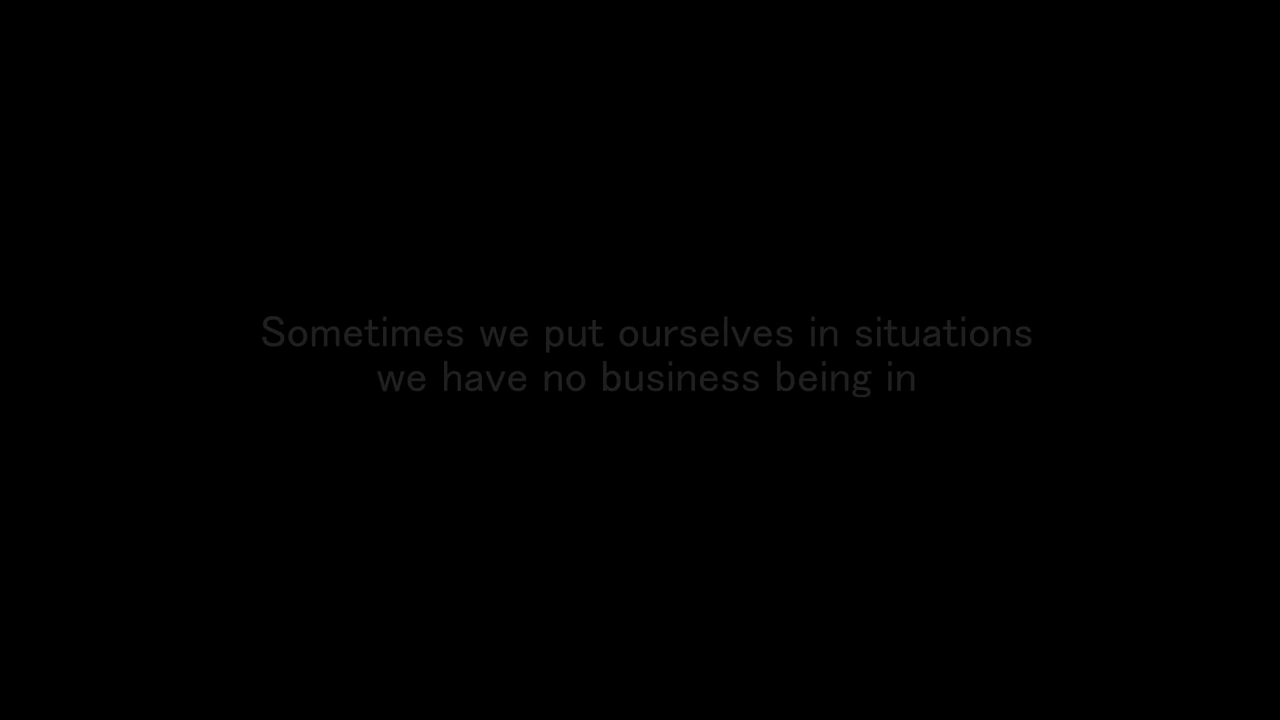 Sometimes we put ourselves in situations
we have no business being in